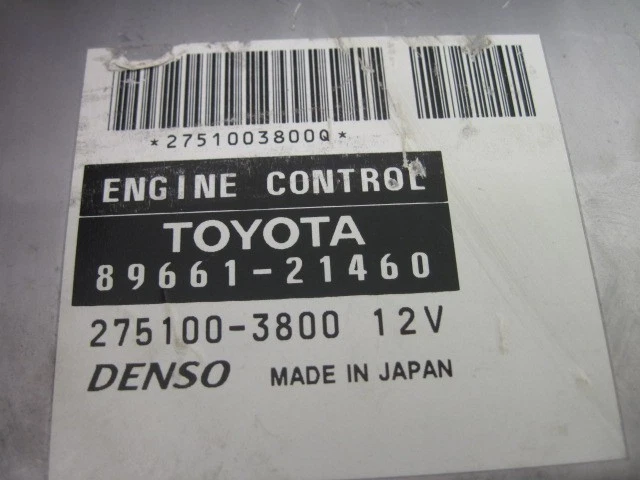 *2751003800Q*
ENGINE CONTROL
TOYOTA
89661-21460
275100-3800 12V
DENSO MADE IN JAPAN